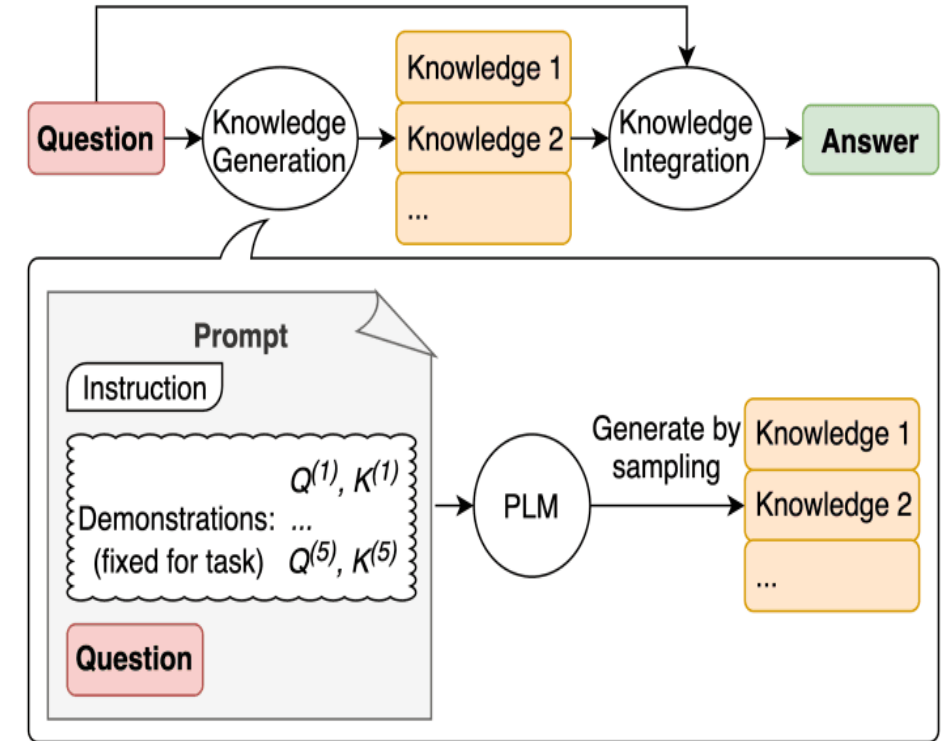 Question
Knowledge
Generation
Knowledge 1
Knowledge 2
...
Knowledge
Integration
Answer
Prompt
Instruction
Q(1), K(1)
Demonstrations: ...
(fixed for task) Q(5), K(5)
Question
PLM
Generate by
sampling
Knowledge 1
Knowledge 2
...